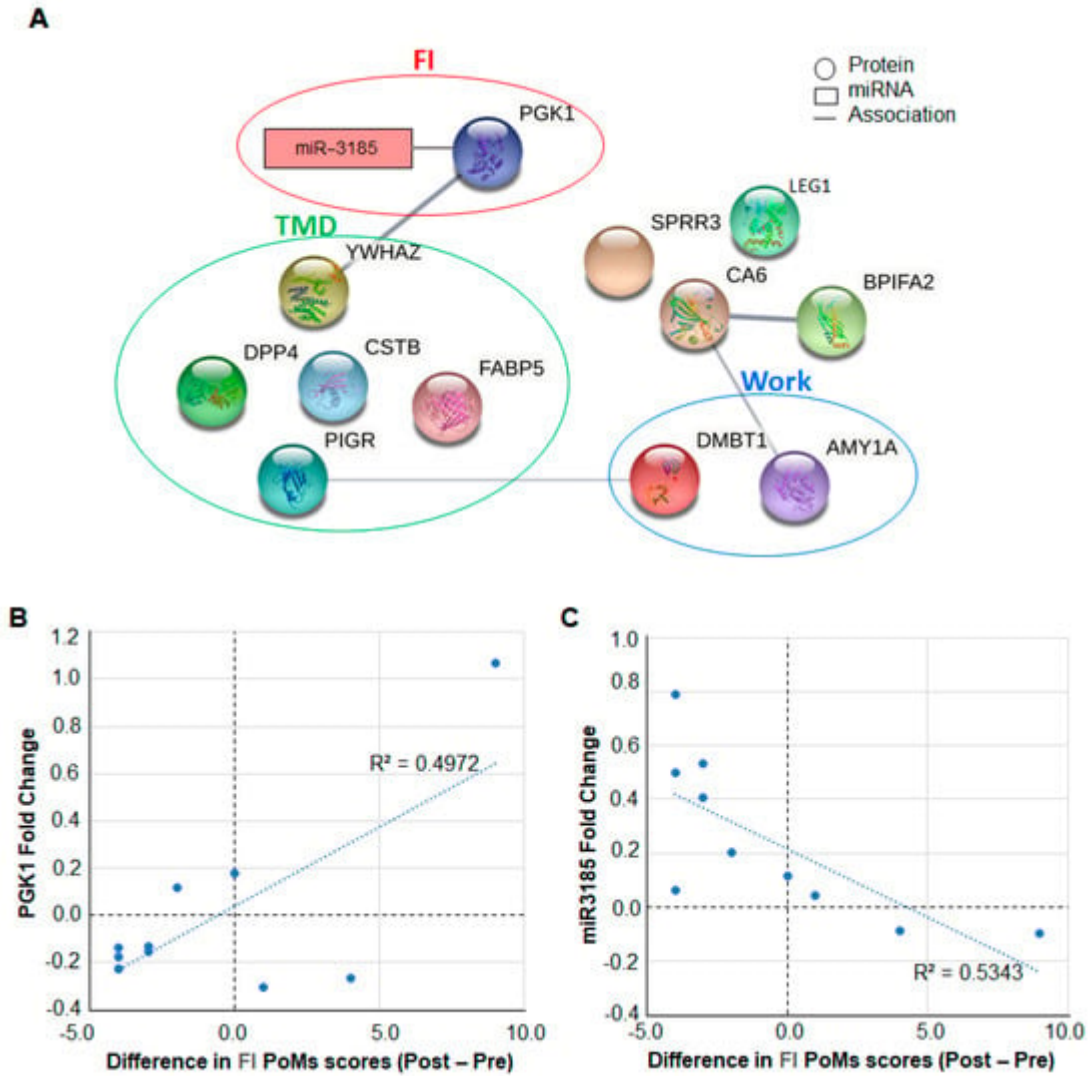 A
FI
Protein
miRNA
Association
PGK1
miR–3185
LEG1
SPRR3
TMD
YWHAZ
CA6
BPIFA2
DPP4
CSTB
FABP5
Work
PIGR
DMBT1
AMY1A
B
1.2
1.0
0.8
0.6
0.4
0.2
0.0
-0.2
-0.4
PGK1 Fold Change
R² = 0.4972
-5.0
0.0
5.0
10.0
Difference in FI PoMs scores (Post – Pre)
C
1.0
0.8
0.6
0.4
0.2
0.0
-0.2
-0.4
miR3185 Fold Change
R² = 0.5343
-5.0
0.0
5.0
10.0
Difference in FI PoMs scores (Post – Pre)